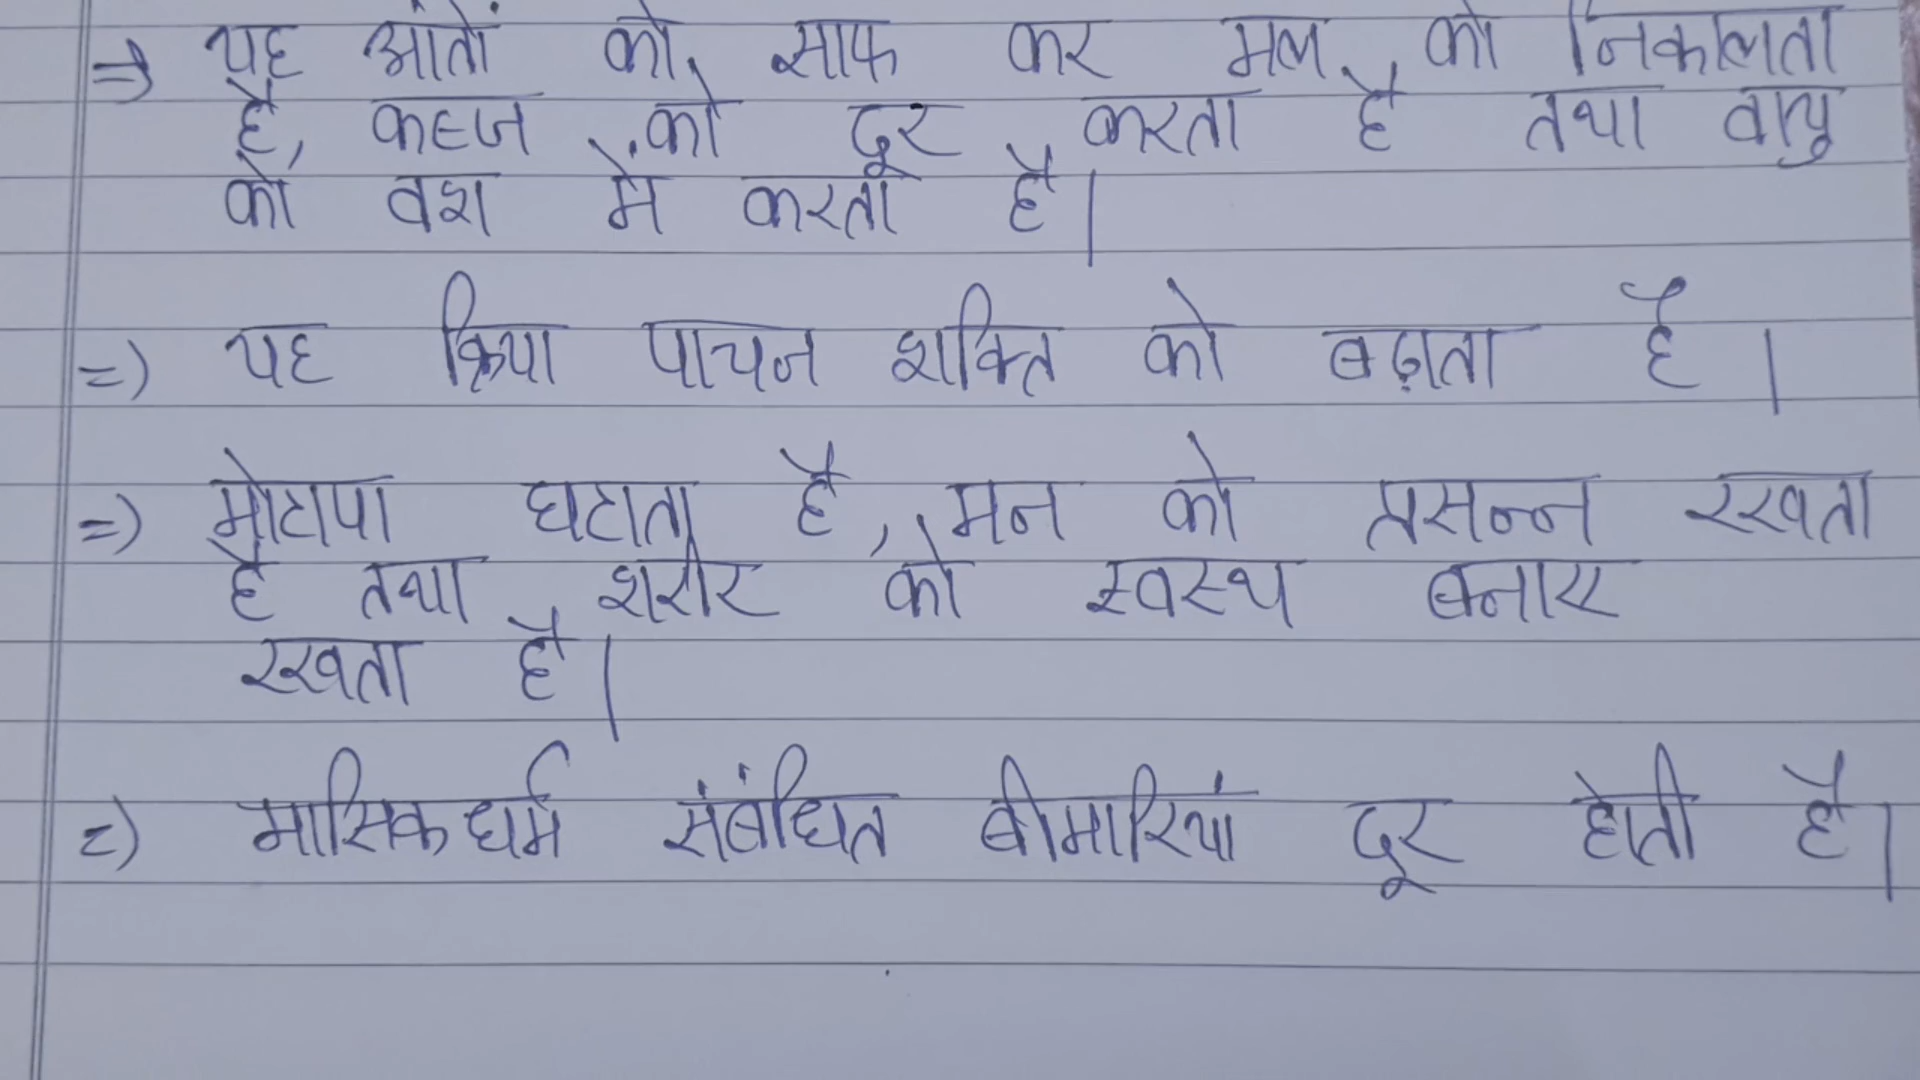 => यह आंतों को साफ कर मल को निकालता
है, कब्ज को दूर करता है तथा वायु
को वश में करता है।
=) यह क्रिया पाचन शक्ति को बढ़ाता है।
=) मोटापा घटाता है, मन को प्रसन्न रखता
है तथा शरीर को स्वस्थ बनाए
रखता है।
=) मासिक धर्म संबंधित बीमारियां दूर होती है।